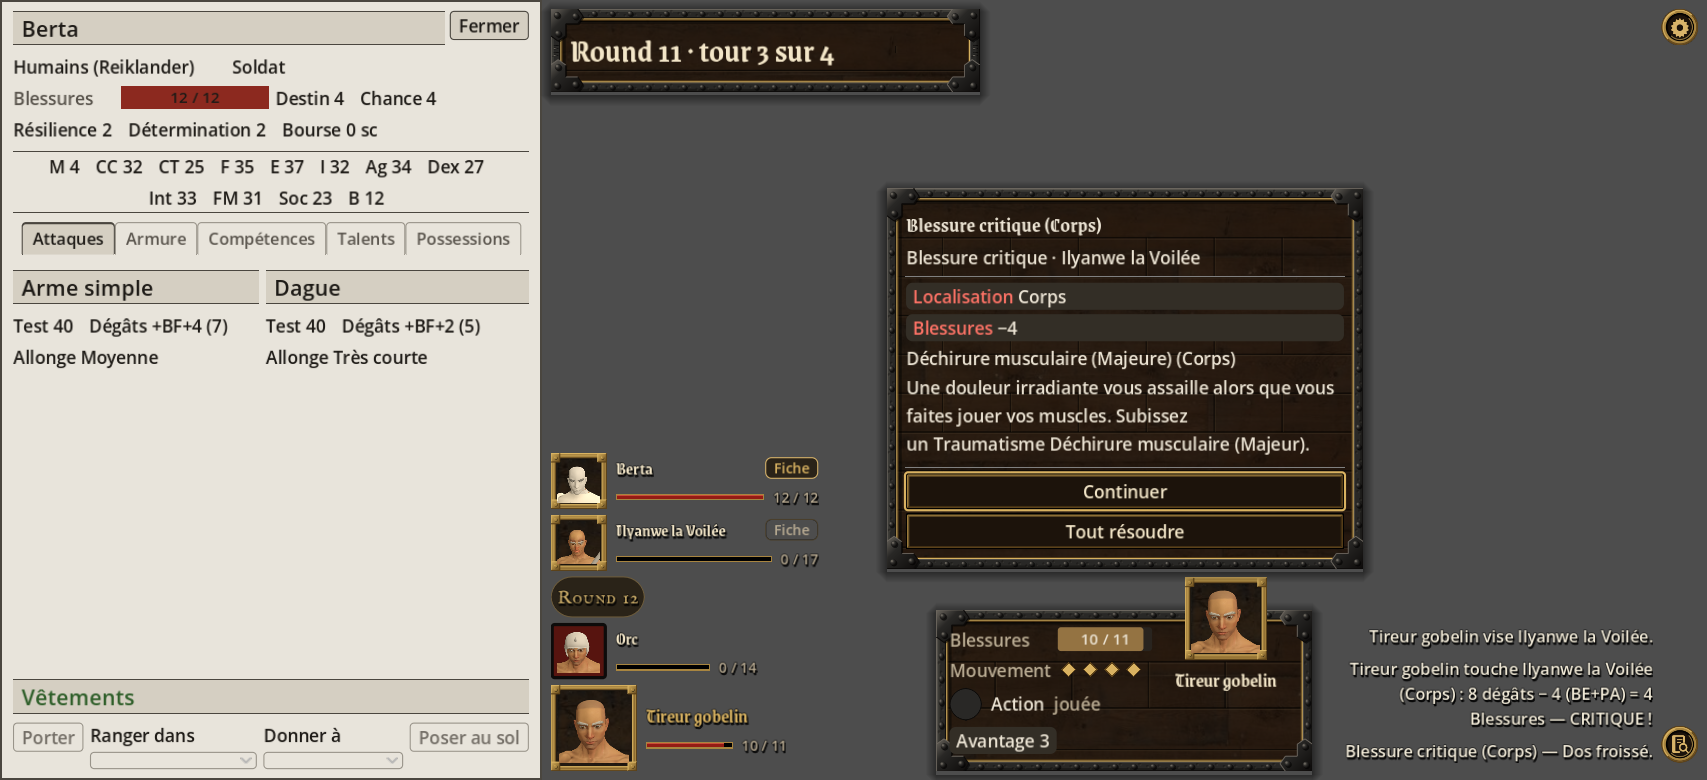 Berta
Fermer
Humains (Reiklander) Soldat
Blessures 12 / 12 Destin 4 Chance 4
Résilience 2 Détermination 2 Bourse 0 sc
M 4 CC 32 CT 25 F 35 E 37 I 32 Ag 34 Dex 27
Int 33 FM 31 Soc 23 B 12
Attaques Armure Compétences Talents Possessions
Arme simple
Test 40 Dégâts +BF+4 (7)
Allonge Moyenne
Dague
Test 40 Dégâts +BF+2 (5)
Allonge Très courte
Vêtements
Porter Ranger dans Donner à Poser au sol
Round 11 · tour 3 sur 4
Berta Fiche
12 / 12
Ilyanwe la Voilée Fiche
0 / 17
Round 12
Orc
0 / 14
Tireur gobelin
10 / 11
Blessure critique (Corps)
Blessure critique · Ilyanwe la Voilée
Localisation Corps
Blessures −4
Déchirure musculaire (Majeure) (Corps)
Une douleur irradiante vous assaille alors que vous
faites jouer vos muscles. Subissez
un Traumatisme Déchirure musculaire (Majeur).
Continuer
Tout résoudre
Blessures 10 / 11
Mouvement
Action jouée
Avantage 3
Tireur gobelin
Tireur gobelin vise Ilyanwe la Voilée.
Tireur gobelin touche Ilyanwe la Voilée
(Corps) : 8 dégâts − 4 (BE+PA) = 4
Blessures — CRITIQUE !
Blessure critique (Corps) — Dos froissé.